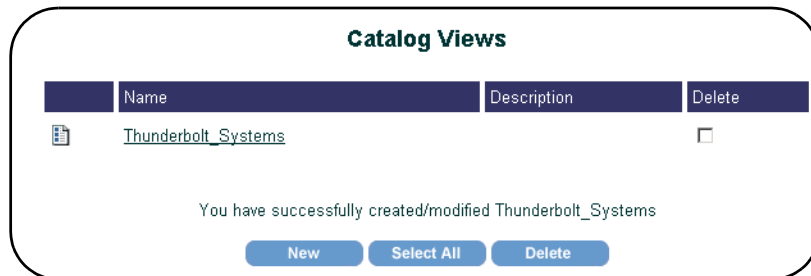 Catalog Views
Name Description Delete
Thunderbolt_Systems
You have successfully created/modified Thunderbolt_Systems
New Select All Delete